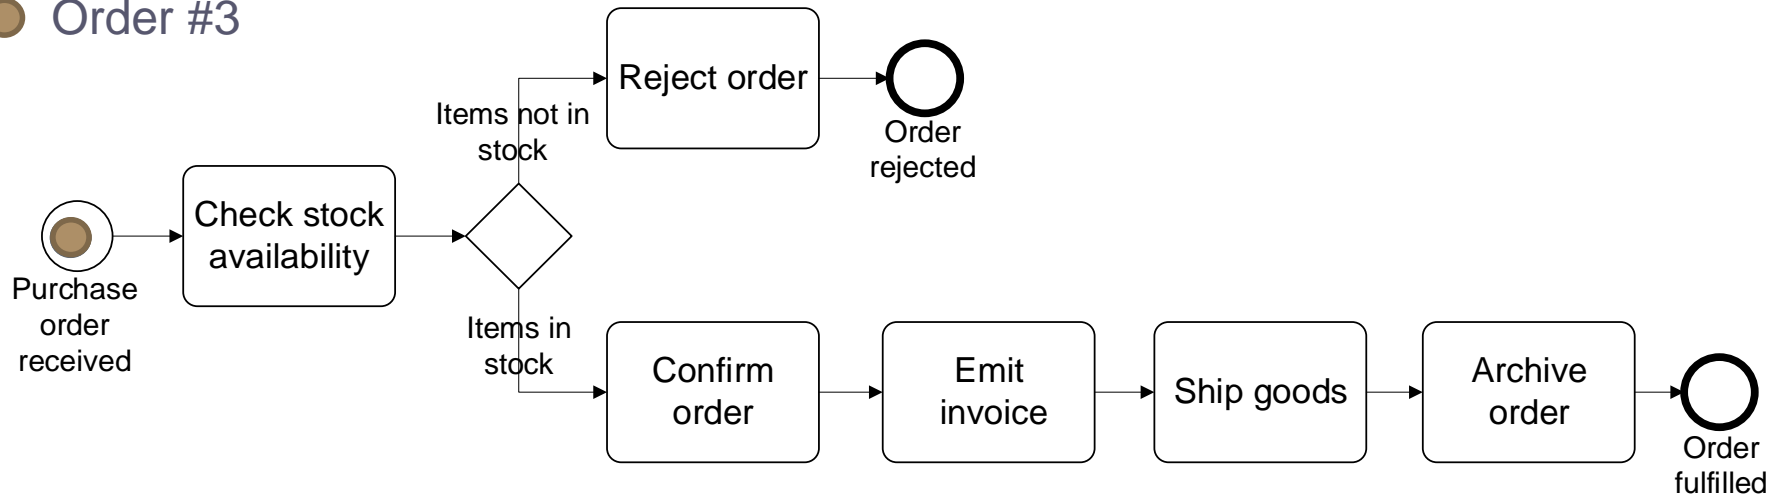 Order #3
Reject order
Order
rejected
Items not in
stock
Check stock
availability
Purchase
order
received
Items in
stock
Confirm
order
Emit
invoice
Ship goods
Archive
order
Order
fulfilled